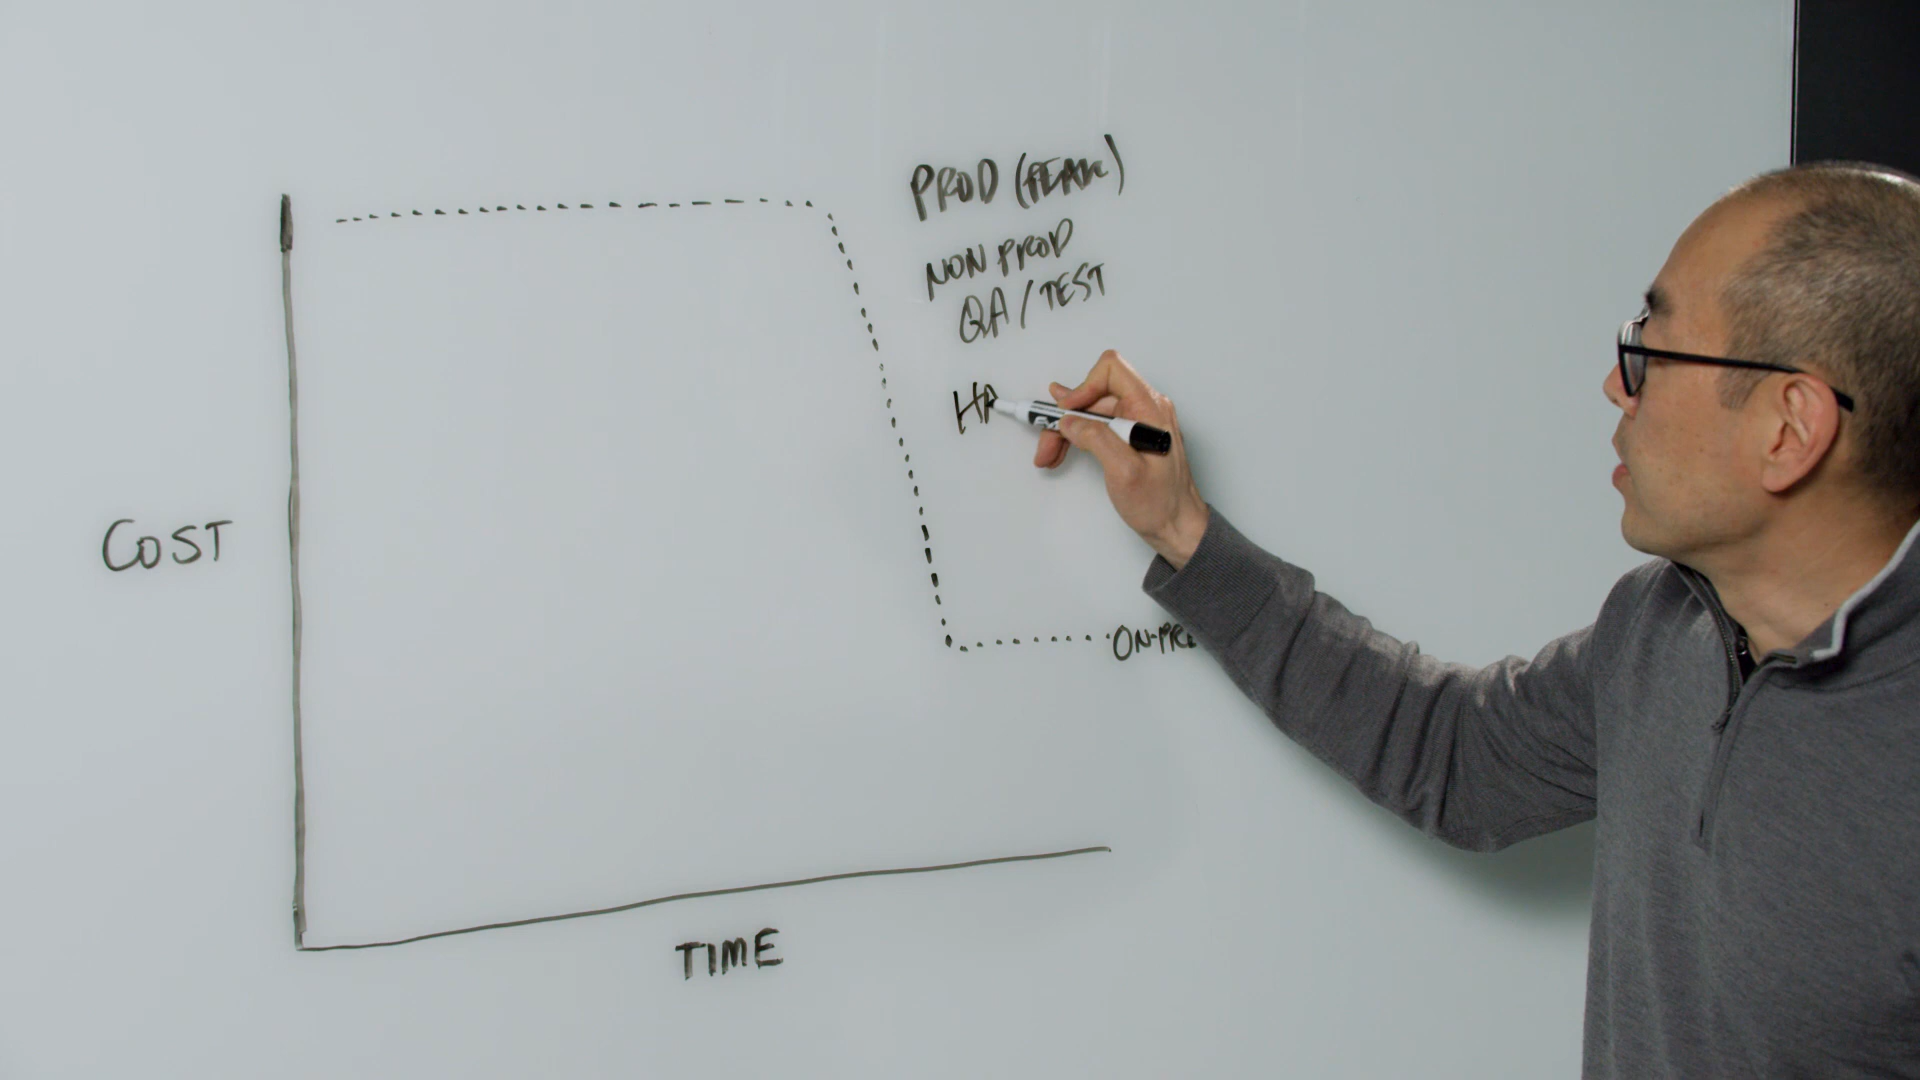 PROD (PEAK)
NON PROD
QA / TEST
HA
COST
ON-PRE
TIME